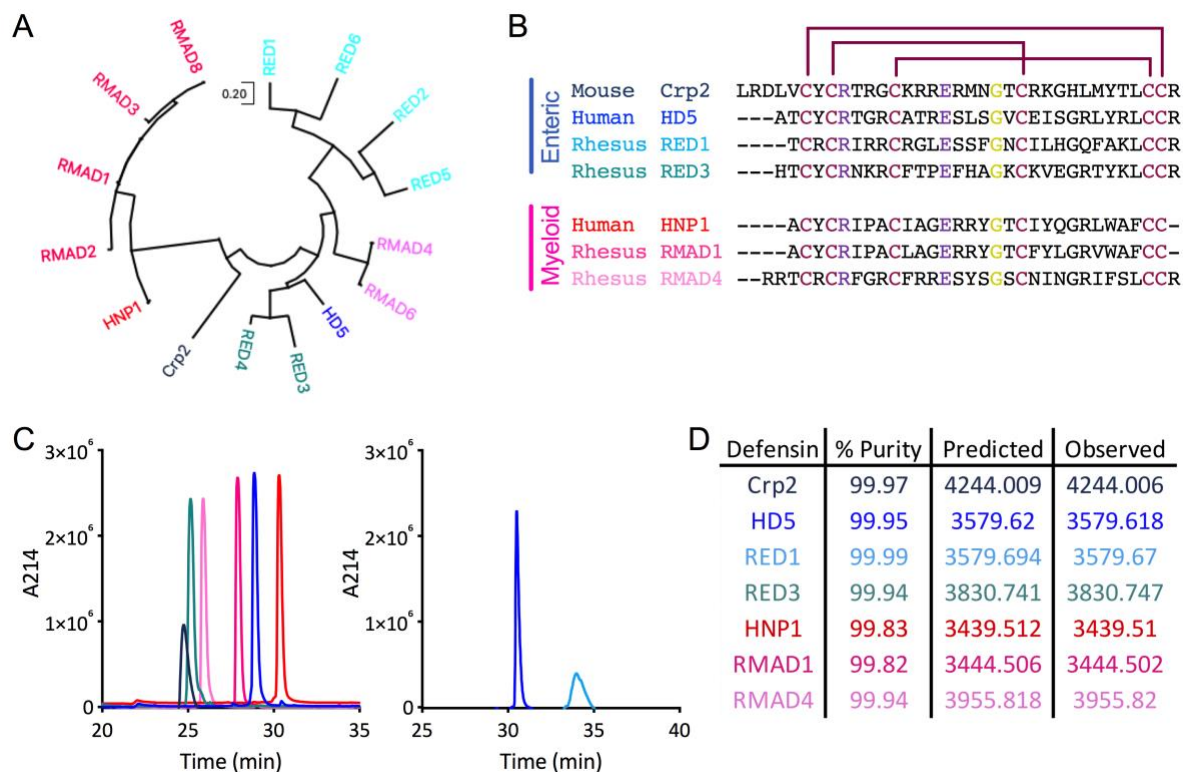 A
RMAD8
RMAD3
RMAD1
RMAD2
HNP1
Crp2
RED4
RED3
HD5
RMAD6
RMAD4
RED5
RED2
RED6
RED1
0.20
B
Enteric
Mouse Crp2 LRDLVCYCRTRGCKRRERMNGTCRKGHLMYTLCCR
Human HD5 ---ATCYCRTGRCATRESLSGVCEISGRLYRLCCR
Rhesus RED1 ----TCRCRIRRCRGLESSFGNCILHGQFAKLCCR
Rhesus RED3 ---HTCYCRNKRCFTPEFHAGKCKVEGRTYKLCCR
Myeloid
Human HNP1 ----ACYCRIPACIAGERRYGTCIYQGRLWAFCC-
Rhesus RMAD1 ----ACYCRIPACLAGERRYGTCFYLGRVWAFCC-
Rhesus RMAD4 --RRTCRCRFGRCFRRESYSGSCNINGRIFSLCCR
C
3×10⁶
2×10⁶
1×10⁶
0
A214
20 25 30 35
Time (min)
3×10⁶
2×10⁶
1×10⁶
0
A214
25 30 35 40
Time (min)
D
Defensin % Purity Predicted Observed
Crp2 99.97 4244.009 4244.006
HD5 99.95 3579.62 3579.618
RED1 99.99 3579.694 3579.67
RED3 99.94 3830.741 3830.747
HNP1 99.83 3439.512 3439.51
RMAD1 99.82 3444.506 3444.502
RMAD4 99.94 3955.818 3955.82